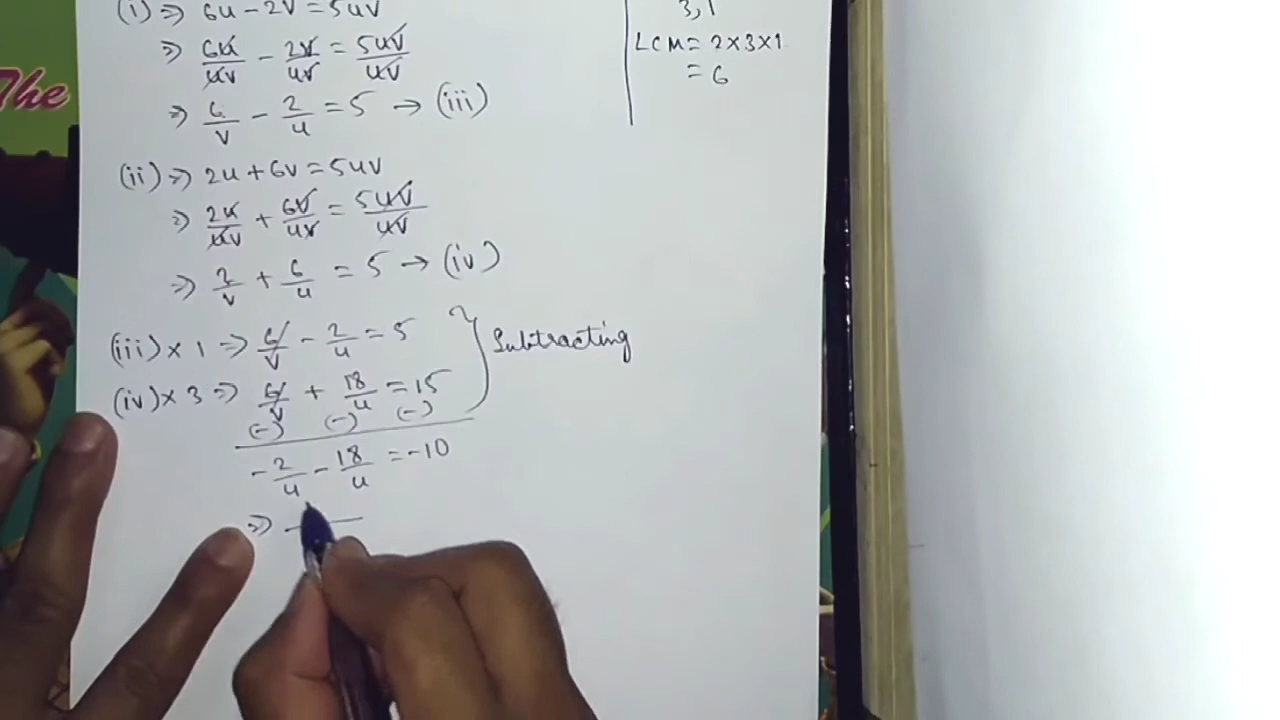 The
(i) => 6u - 2v = 5uv
=> 6u/uv - 2v/uv = 5uv/uv
=> 6/v - 2/u = 5 → (iii)
(ii) => 2u + 6v = 5uv
=> 2u/uv + 6v/uv = 5uv/uv
=> 2/v + 6/u = 5 → (iv)
(iii) × 1 => 6/v - 2/u = 5
(iv) × 3 => 6/v + 18/u = 15
(-) (-) (-)
} Subtracting
-2/u - 18/u = -10
=>
3, 1
LCM = 2×3×1
= 6